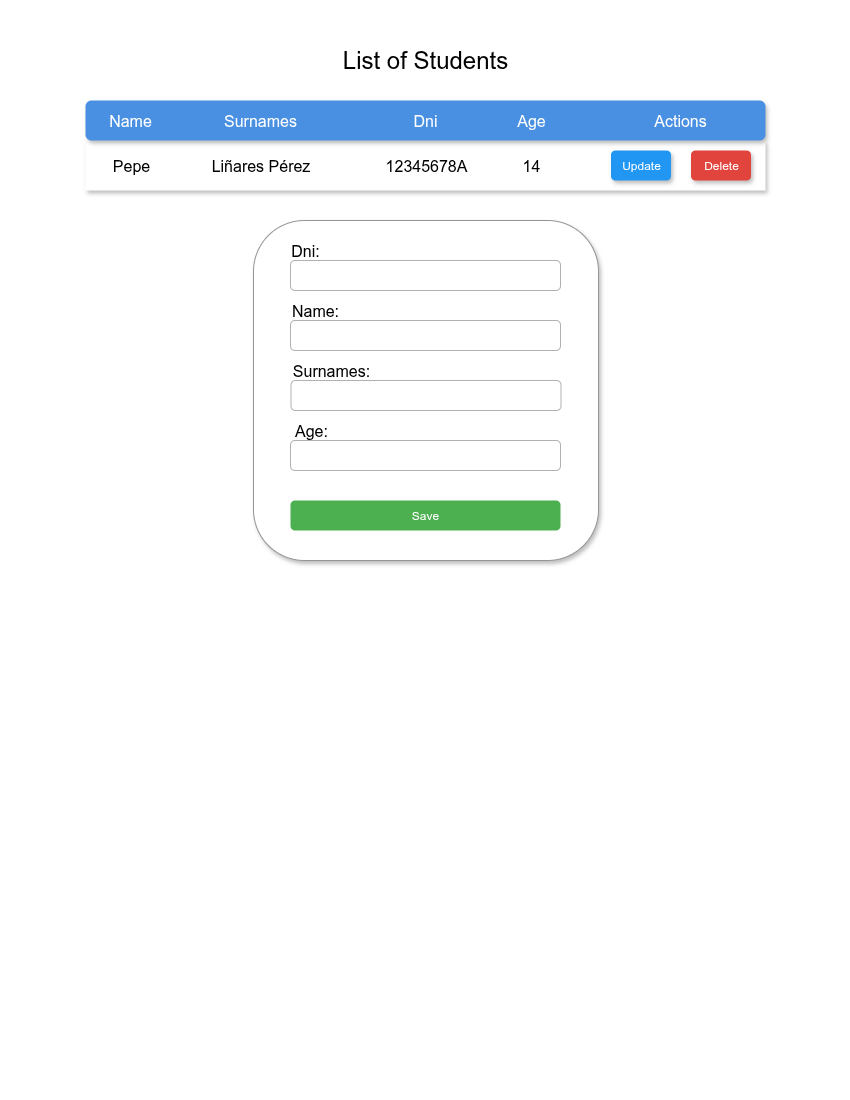 List of Students
Name Surnames Dni Age Actions
Pepe Liñares Pérez 12345678A 14 Update Delete
Dni:
Name:
Surnames:
Age:
Save